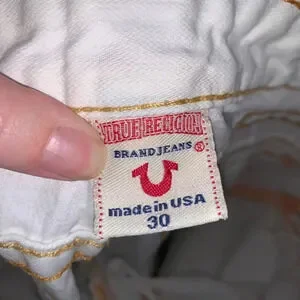 TRUE RELIGION
BRAND JEANS ®
made in USA
30